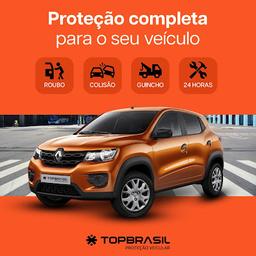 Proteção completa
para o seu veículo
ROUBO
COLISÃO
GUINCHO
24 HORAS
TOPBRASIL
PROTEÇÃO VEICULAR